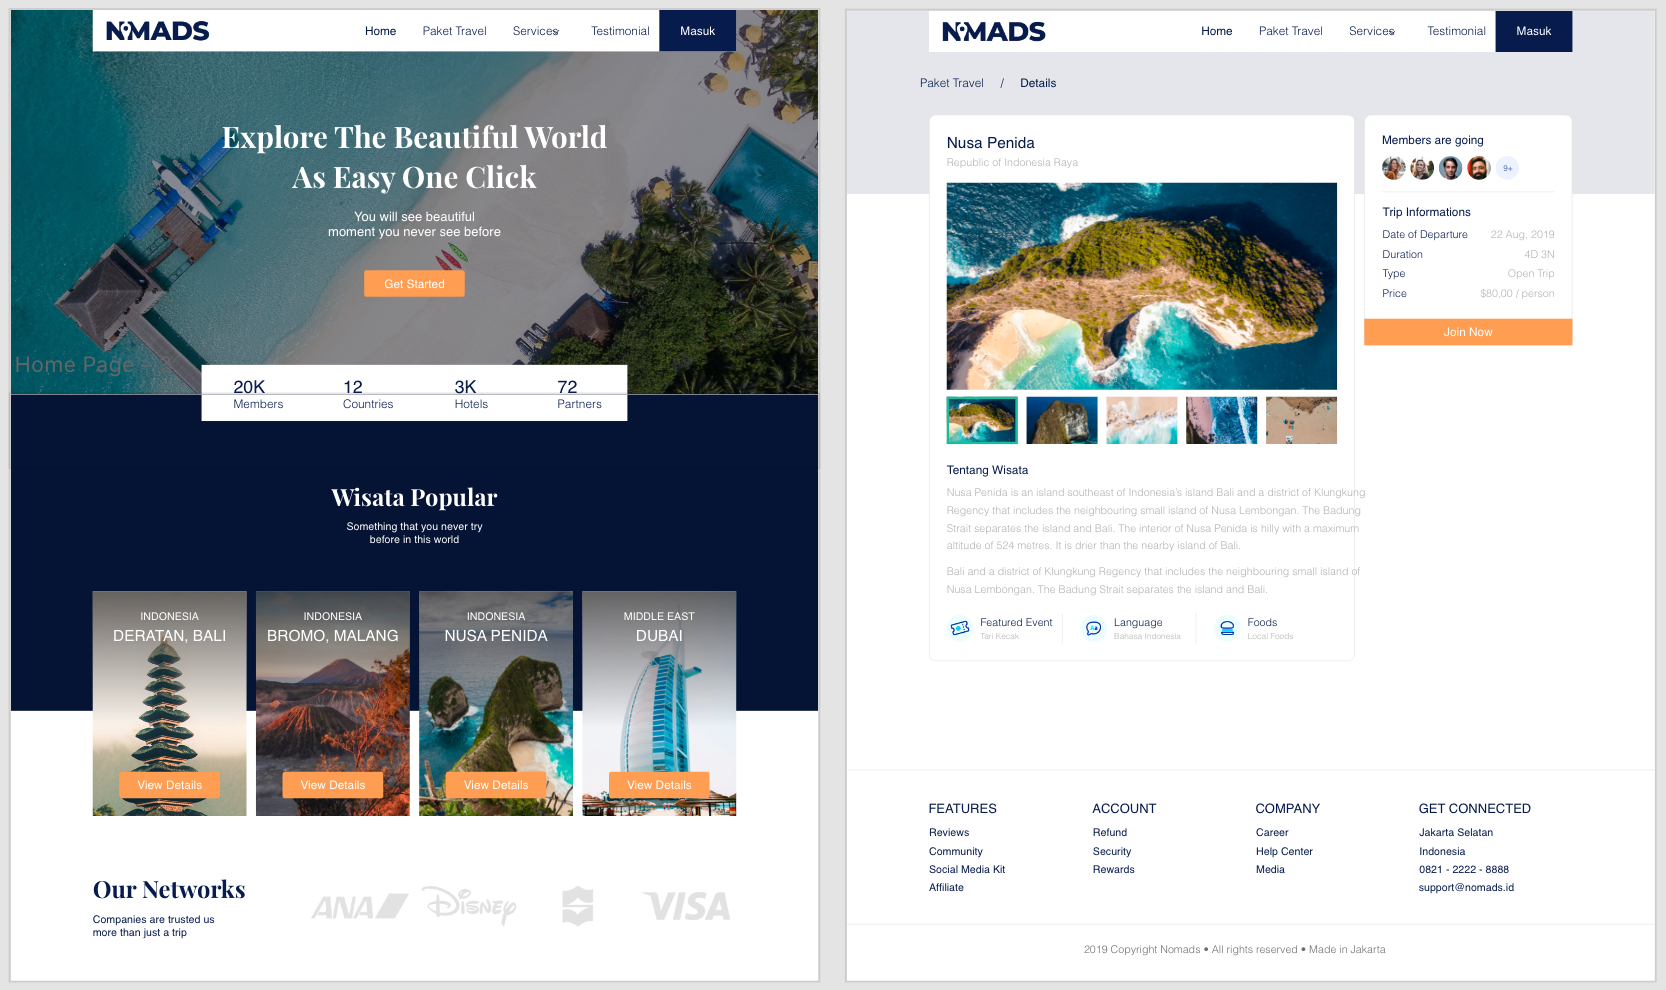 NOMADS
Home
Paket Travel
Services
Testimonial
Masuk
Explore The Beautiful World
As Easy One Click
You will see beautiful
moment you never see before
Get Started
Home Page
20K
Members
12
Countries
3K
Hotels
72
Partners
Wisata Popular
Something that you never try
before in this world
INDONESIA
DERATAN, BALI
View Details
INDONESIA
BROMO, MALANG
View Details
INDONESIA
NUSA PENIDA
View Details
MIDDLE EAST
DUBAI
View Details
Our Networks
Companies are trusted us
more than just a trip
ANA
Disney
VISA
NOMADS
Home
Paket Travel
Services
Testimonial
Masuk
Paket Travel / Details
Nusa Penida
Republic of Indonesia Raya
Tentang Wisata
Nusa Penida is an island southeast of Indonesia's island Bali and a district of Klungkung
Regency that includes the neighbouring small island of Nusa Lembongan. The Badung
Strait separates the island and Bali. The interior of Nusa Penida is hilly with a maximum
altitude of 524 metres. It is drier than the nearby island of Bali.
Bali and a district of Klungkung Regency that includes the neighbouring small island of
Nusa Lembongan. The Badung Strait separates the island and Bali.
Featured Event
Tari Kecak
Language
Bahasa Indonesia
Foods
Local Foods
Members are going
9+
Trip Informations
Date of Departure 22 Aug, 2019
Duration 4D 3N
Type Open Trip
Price $80,00 / person
Join Now
FEATURES
Reviews
Community
Social Media Kit
Affiliate
ACCOUNT
Refund
Security
Rewards
COMPANY
Career
Help Center
Media
GET CONNECTED
Jakarta Selatan
Indonesia
0821 - 2222 - 8888
support@nomads.id
2019 Copyright Nomads • All rights reserved • Made in Jakarta